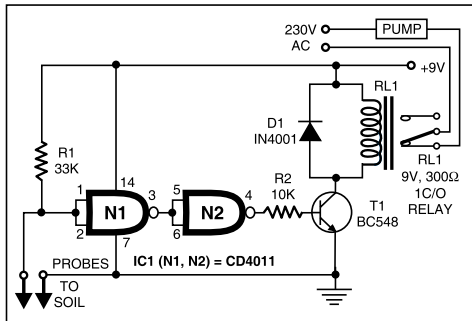 230V
PUMP
AC
+9V
RL1
D1
IN4001
R1
33K
RL1
9V, 300Ω
1C/O
RELAY
14
R2
10K
1
2
N1
3
5
6
N2
4
T1
BC548
7
PROBES
IC1 (N1, N2) = CD4011
TO
SOIL